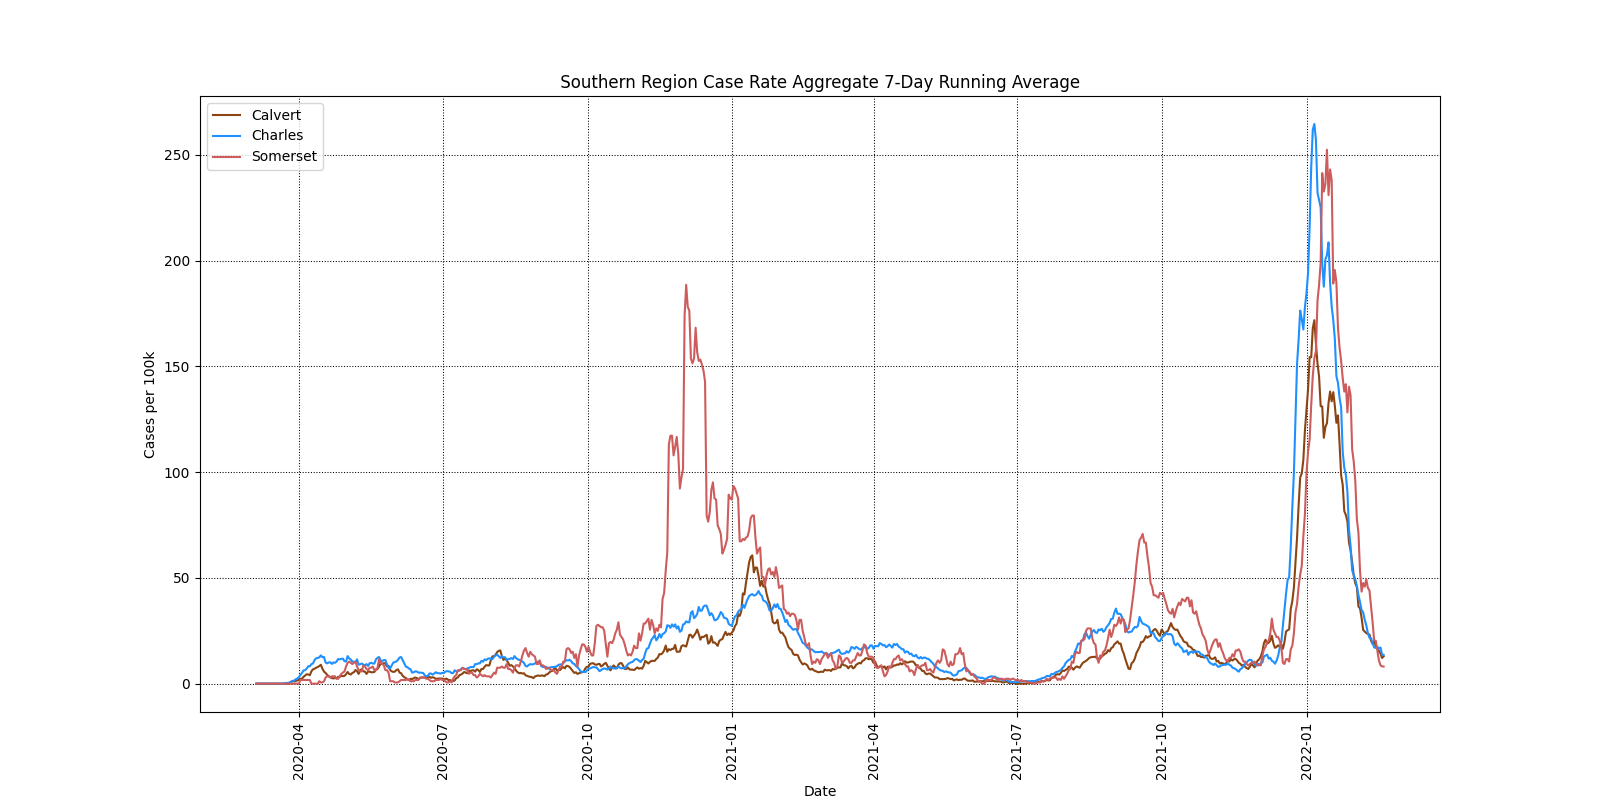 Southern Region Case Rate Aggregate 7-Day Running Average
Calvert
Charles
Somerset
Cases per 100k
250
200
150
100
50
0
2020-04
2020-07
2020-10
2021-01
2021-04
2021-07
2021-10
2022-01
Date